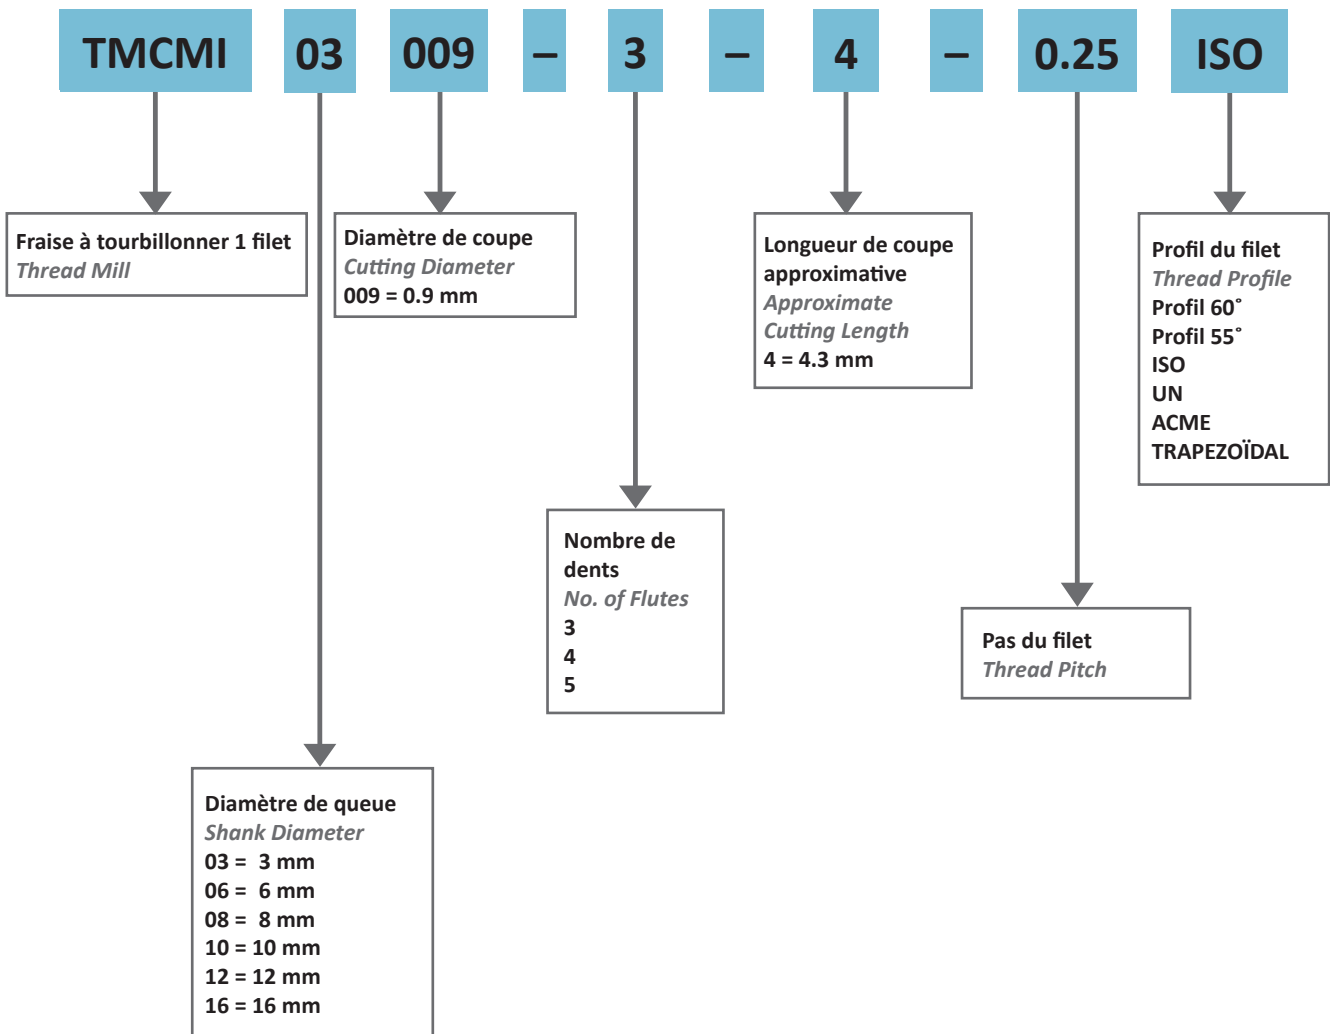 TMCMI 03 009 – 3 – 4 – 0.25 ISO
Fraise à tourbillonner 1 filet
Thread Mill
Diamètre de coupe
Cutting Diameter
009 = 0.9 mm
Longueur de coupe
approximative
Approximate
Cutting Length
4 = 4.3 mm
Profil du filet
Thread Profile
Profil 60˚
Profil 55˚
ISO
UN
ACME
TRAPEZOÏDAL
Nombre de
dents
No. of Flutes
3
4
5
Pas du filet
Thread Pitch
Diamètre de queue
Shank Diameter
03 = 3 mm
06 = 6 mm
08 = 8 mm
10 = 10 mm
12 = 12 mm
16 = 16 mm